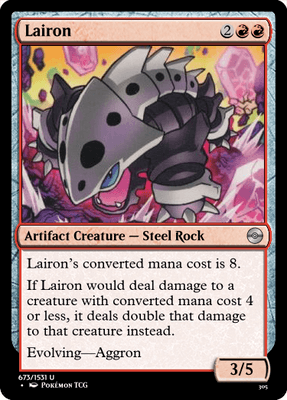 Lairon 2
Artifact Creature — Steel Rock
Lairon's converted mana cost is 8.
If Lairon would deal damage to a
creature with converted mana cost 4
or less, it deals double that damage
to that creature instead.
Evolving—Aggron
3/5
673/1531 U
• Pokémon TCG
395